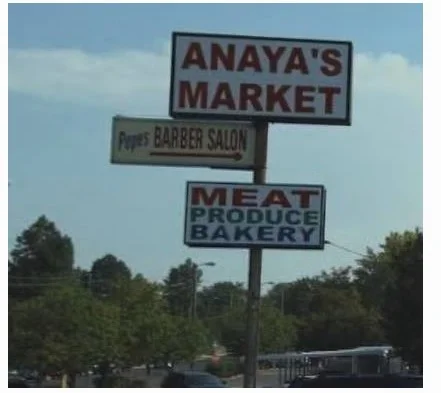 ANAYA'S
MARKET
Pepe's BARBER SALON
MEAT
PRODUCE
BAKERY